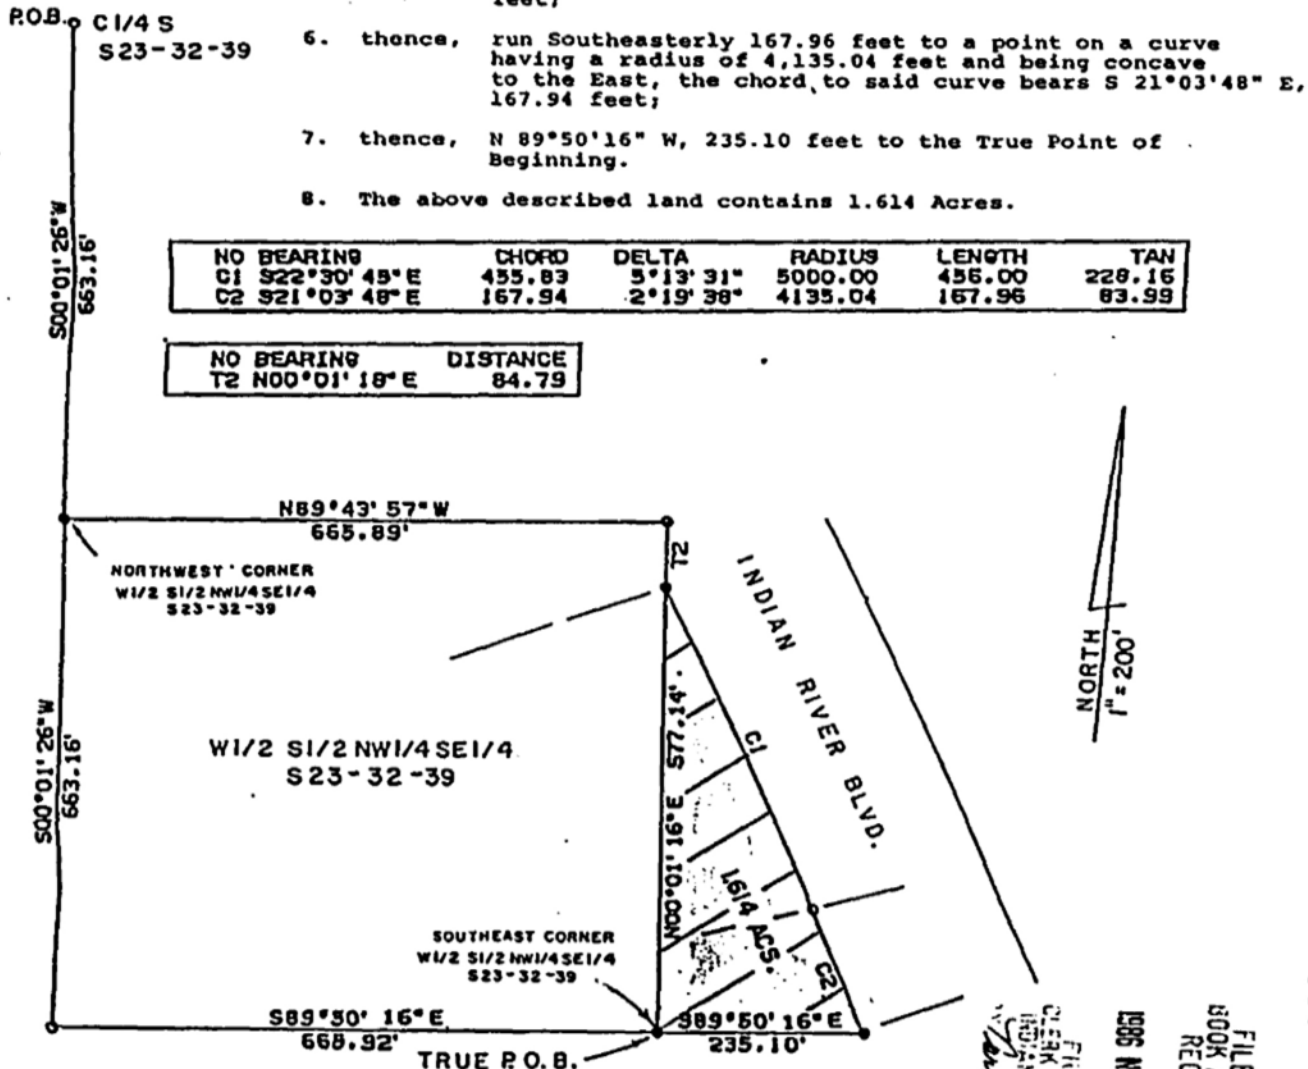 feet;
P.O.B. C1/4 S
S23-32-39
6. thence, run Southeasterly 167.96 feet to a point on a curve
having a radius of 4,135.04 feet and being concave
to the East, the chord to said curve bears S 21°03'48" E,
167.94 feet;
7. thence, N 89°50'16" W, 235.10 feet to the True Point of
Beginning.
8. The above described land contains 1.614 Acres.
S00°01'26"W
663.16'
NO BEARING CHORD DELTA RADIUS LENGTH TAN
C1 S22°30'45"E 455.83 5°13'31" 5000.00 456.00 228.16
C2 S21°03'48"E 167.94 2°19'38" 4135.04 167.96 83.99
NO BEARING DISTANCE
T2 N00°01'18"E 84.79
N89°43'57"W
665.89'
T2
NORTHWEST CORNER
W1/2 S1/2 NW1/4 SE1/4
S23-32-39
INDIAN RIVER BLVD.
NORTH
1"=200'
S00°01'26"W
663.16'
W1/2 S1/2 NW1/4 SE1/4
S23-32-39
N00°01'16"E 577.14'
C1
1.614 ACS.
C2
SOUTHEAST CORNER
W1/2 S1/2 NW1/4 SE1/4
S23-32-39
S89°50'16"E
668.92'
S89°50'16"E
235.10'
TRUE P.O.B.
CLERK
BOOK
1986